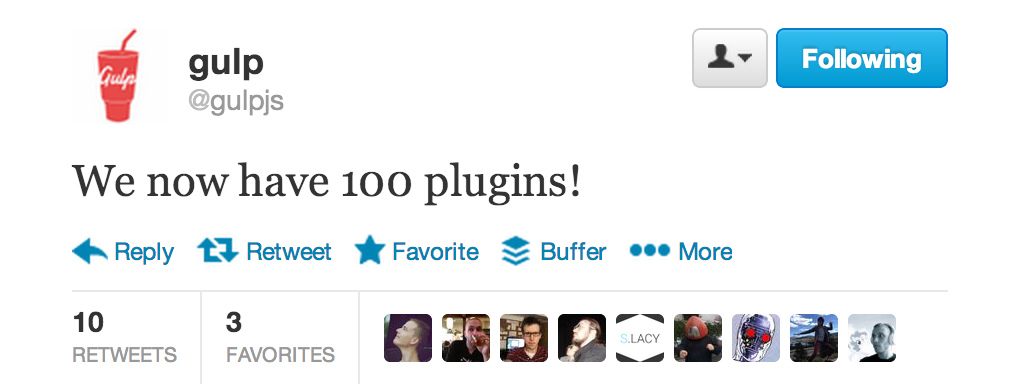 Gulp
gulp
@gulpjs
Following
We now have 100 plugins!
Reply Retweet Favorite Buffer More
10 RETWEETS
3 FAVORITES
S.LACY